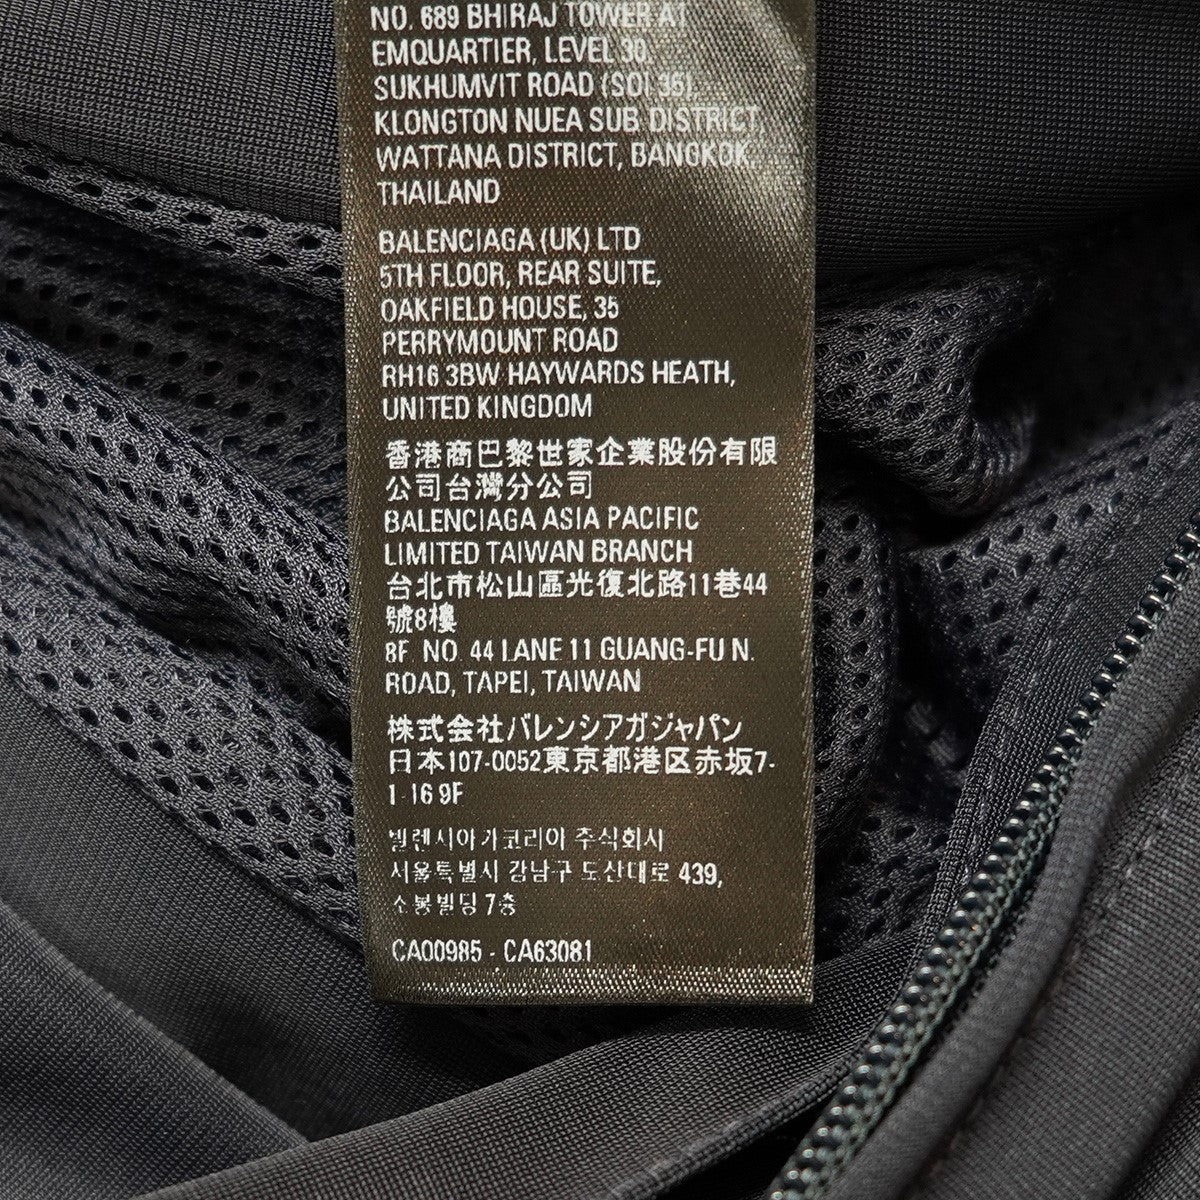 NO. 689 BHIRAJ TOWER AT
EMQUARTIER, LEVEL 30,
SUKHUMVIT ROAD (SOI 35),
KLONGTON NUEA SUB DISTRICT,
WATTANA DISTRICT, BANGKOK,
THAILAND
BALENCIAGA (UK) LTD
5TH FLOOR, REAR SUITE,
OAKFIELD HOUSE, 35
PERRYMOUNT ROAD
RH16 3BW HAYWARDS HEATH,
UNITED KINGDOM
香港商巴黎世家企業股份有限
公司台灣分公司
BALENCIAGA ASIA PACIFIC
LIMITED TAIWAN BRANCH
台北市松山區光復北路11巷44
號8樓
8F. NO. 44 LANE 11 GUANG-FU N.
ROAD, TAPEI, TAIWAN
株式会社バレンシアガジャパン
日本107-0052東京都港区赤坂7-
1-16 9F
발렌시아가코리아 주식회사
서울특별시 강남구 도산대로 439,
소봉빌딩 7층
CA00985 - CA63081